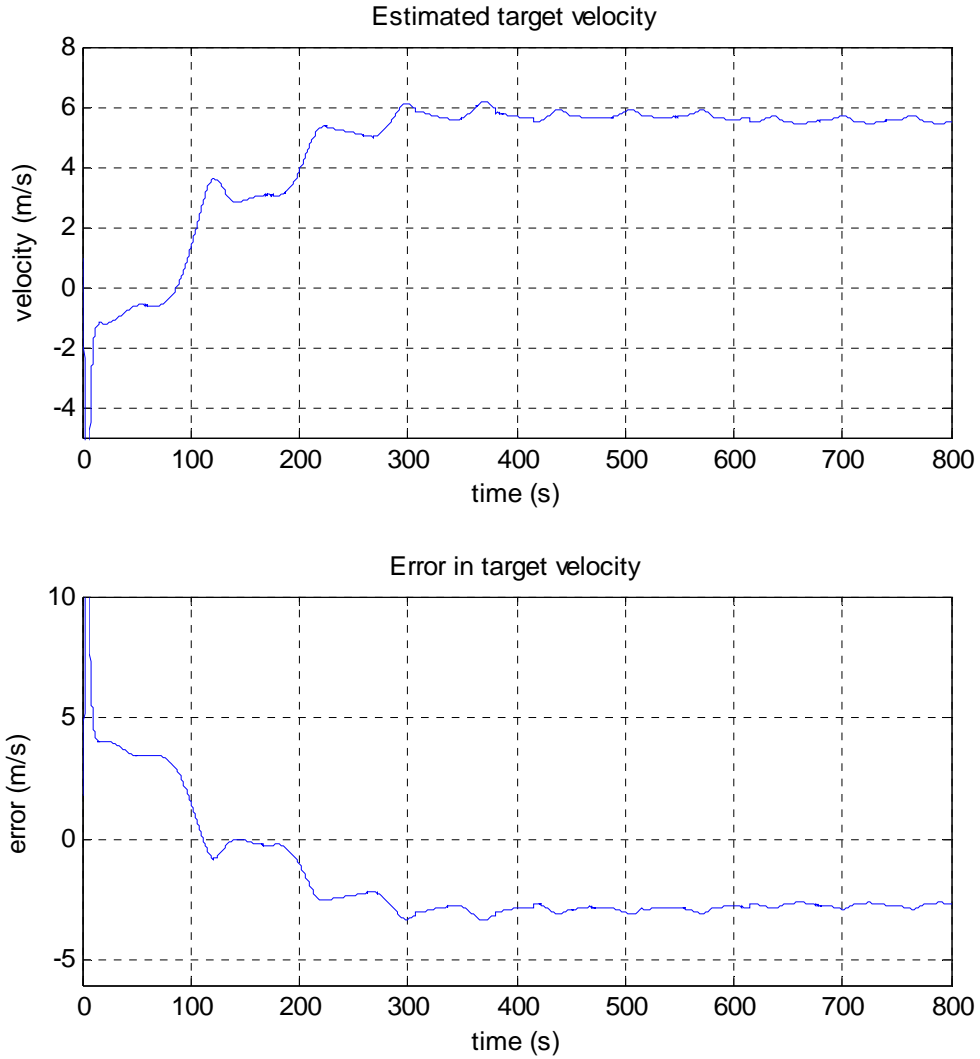 Estimated target velocity
8
6
4
2
0
-2
-4
velocity (m/s)
0 100 200 300 400 500 600 700 800
time (s)
Error in target velocity
10
5
0
-5
error (m/s)
0 100 200 300 400 500 600 700 800
time (s)